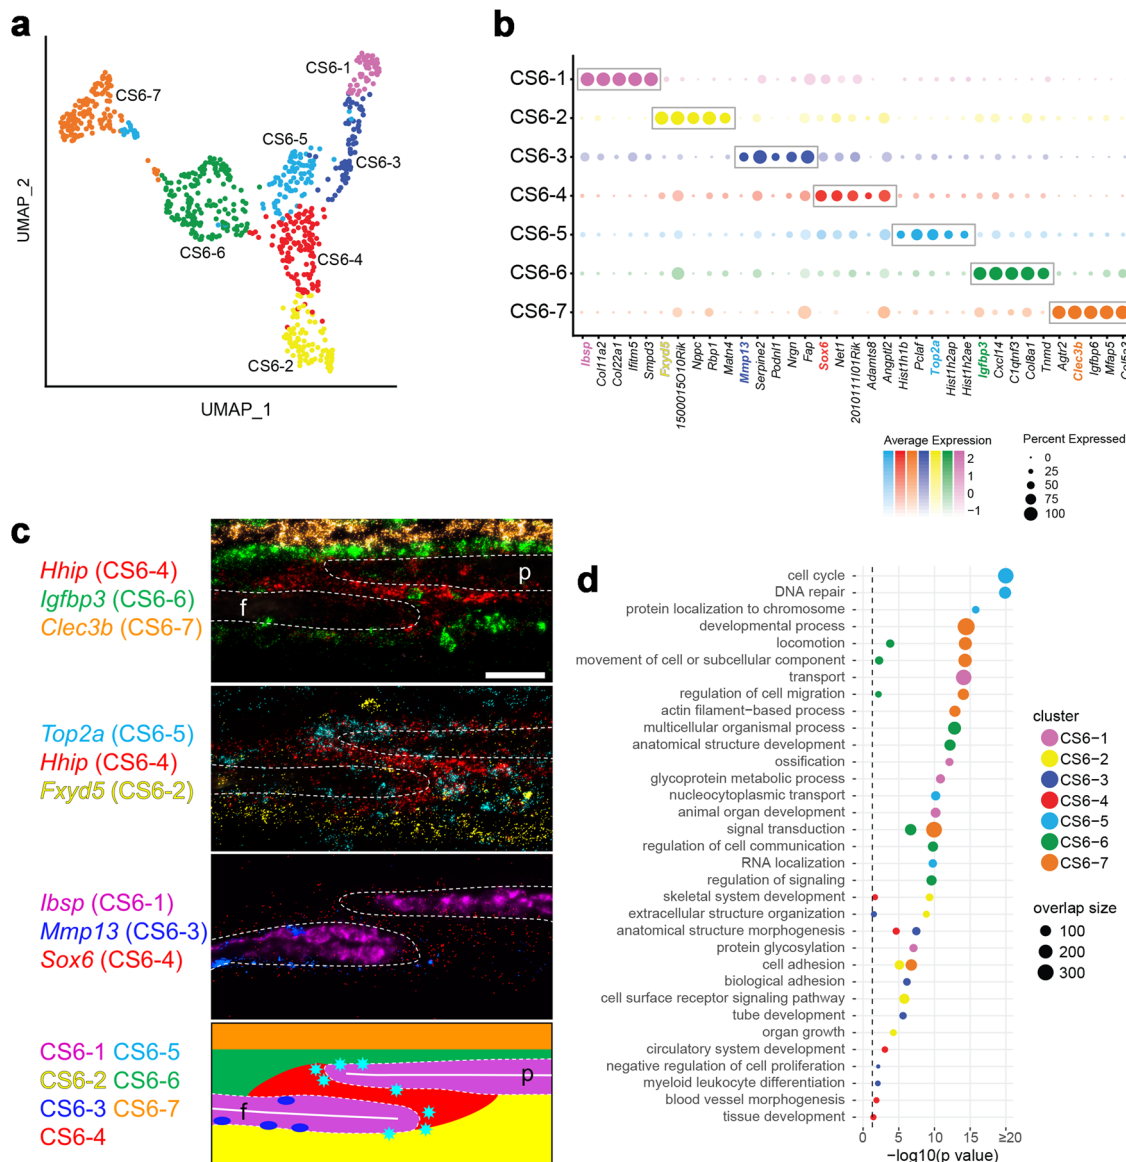 a
CS6-1
CS6-7
CS6-5
CS6-3
CS6-6
CS6-4
CS6-2
UMAP_2
UMAP_1
b
CS6-1
CS6-2
CS6-3
CS6-4
CS6-5
CS6-6
CS6-7
Ibsp
Col11a2
Col22a1
Ifitm5
Smpd3
Fxyd5
1500015O10Rik
Nppc
Rbp1
Matn4
Mmp13
Serpine2
Podnl1
Nrgn
Fap
Sox6
Net1
2010111I01Rik
Adamts8
Angptl2
Hist1h1b
Pclaf
Top2a
Hist1h2ap
Hist1h2ae
Igfbp3
Cxcl14
C1qtnf3
Col8a1
Tnmd
Agtr2
Clec3b
Igfbp6
Mfap5
Average Expression
2
1
0
−1
Percent Expressed
0
25
50
75
100
c
Hhip (CS6-4)
Igfbp3 (CS6-6)
Clec3b (CS6-7)
p
f
Top2a (CS6-5)
Hhip (CS6-4)
Fxyd5 (CS6-2)
Ibsp (CS6-1)
Mmp13 (CS6-3)
Sox6 (CS6-4)
CS6-1 CS6-5
CS6-2 CS6-6
CS6-3 CS6-7
CS6-4
p
f
d
cell cycle
DNA repair
protein localization to chromosome
developmental process
locomotion
movement of cell or subcellular component
transport
regulation of cell migration
actin filament−based process
multicellular organismal process
anatomical structure development
ossification
glycoprotein metabolic process
nucleocytoplasmic transport
animal organ development
signal transduction
regulation of cell communication
RNA localization
regulation of signaling
skeletal system development
extracellular structure organization
anatomical structure morphogenesis
protein glycosylation
cell adhesion
biological adhesion
cell surface receptor signaling pathway
tube development
organ growth
circulatory system development
negative regulation of cell proliferation
myeloid leukocyte differentiation
blood vessel morphogenesis
tissue development
0 5 10 15 ≥20
−log10(p value)
cluster
CS6−1
CS6−2
CS6−3
CS6−4
CS6−5
CS6−6
CS6−7
overlap size
100
200
300